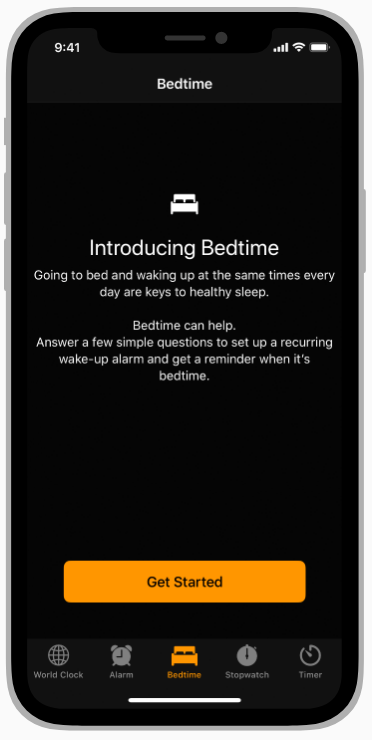 9:41
Bedtime
Introducing Bedtime
Going to bed and waking up at the same times every
day are keys to healthy sleep.
Bedtime can help.
Answer a few simple questions to set up a recurring
wake-up alarm and get a reminder when it’s
bedtime.
Get Started
World Clock
Alarm
Bedtime
Stopwatch
Timer